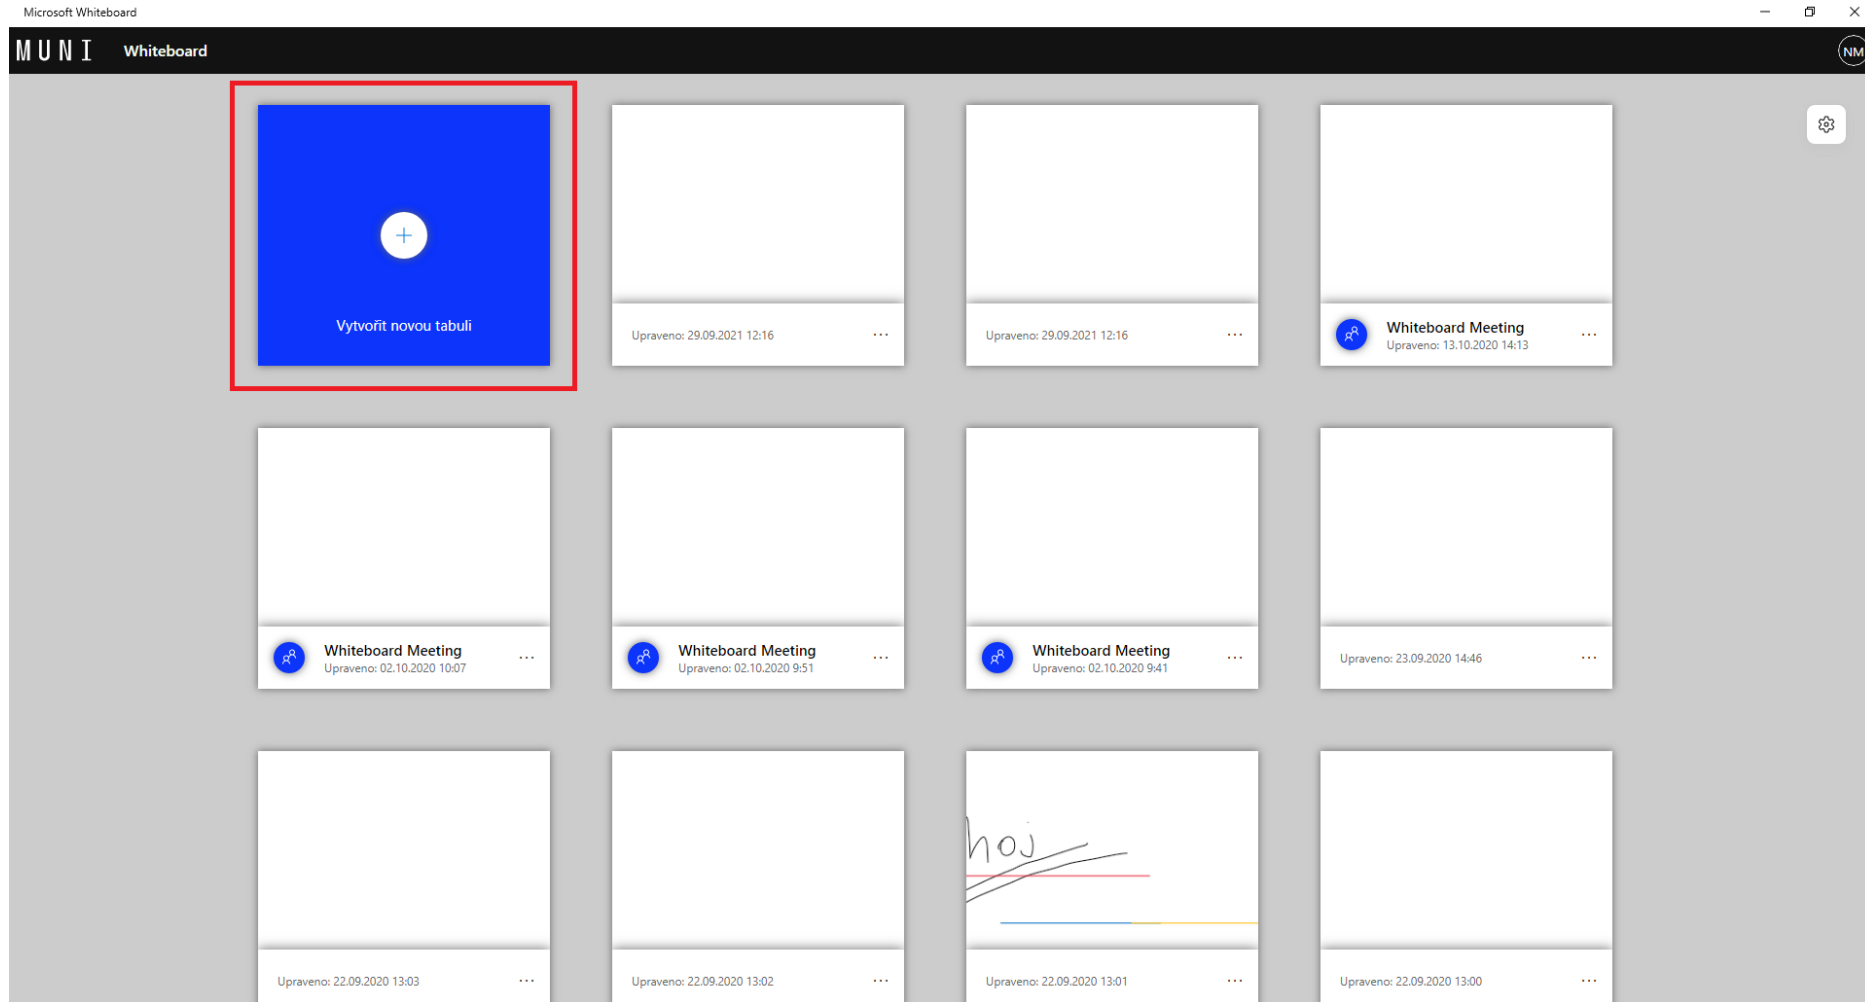 Microsoft Whiteboard
MUNI Whiteboard
NM
Vytvořit novou tabuli
Upraveno: 29.09.2021 12:16
Upraveno: 29.09.2021 12:16
Whiteboard Meeting
Upraveno: 13.10.2020 14:13
Whiteboard Meeting
Upraveno: 02.10.2020 10:07
Whiteboard Meeting
Upraveno: 02.10.2020 9:51
Whiteboard Meeting
Upraveno: 02.10.2020 9:41
Upraveno: 23.09.2020 14:46
hoj
Upraveno: 22.09.2020 13:03
Upraveno: 22.09.2020 13:02
Upraveno: 22.09.2020 13:01
Upraveno: 22.09.2020 13:00